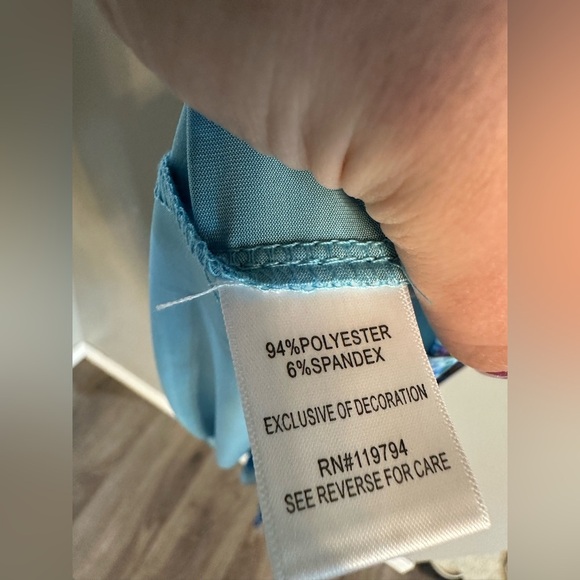 94%POLYESTER
6%SPANDEX
EXCLUSIVE OF DECORATION
RN#119794
SEE REVERSE FOR CARE